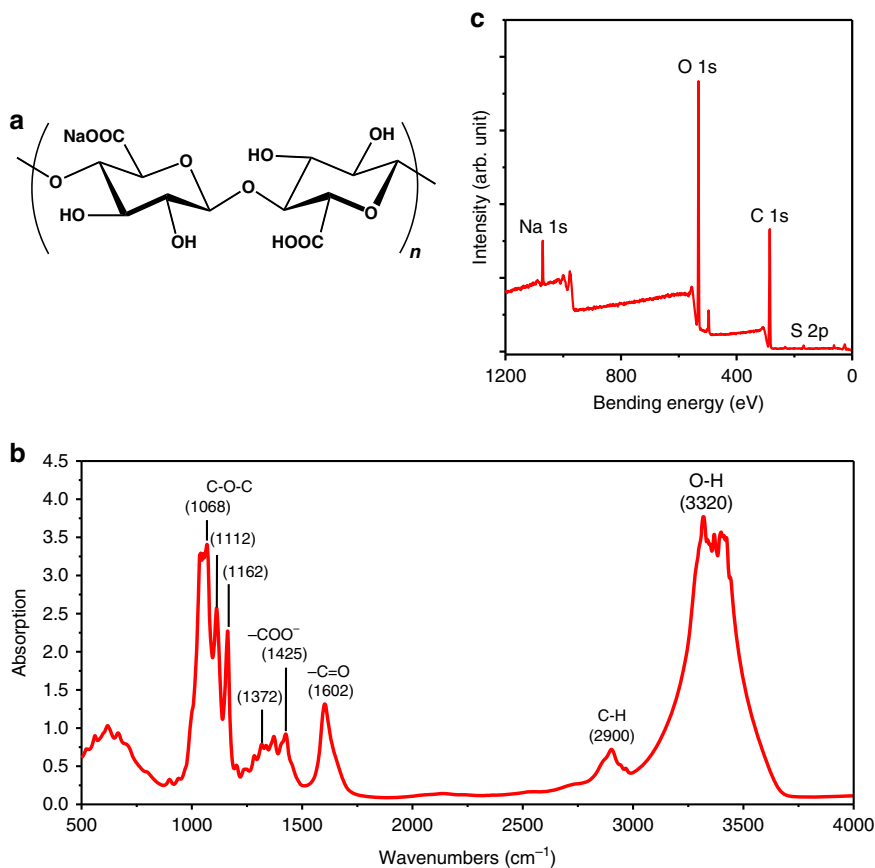 a
NaOOC
O
O
HO
OH
O
HO
OH
O
HOOC
n
c
O 1s
Na 1s
C 1s
S 2p
Intensity (arb. unit)
1200 800 400 0
Bending energy (eV)
b
4.5
4.0
3.5
3.0
2.5
2.0
1.5
1.0
0.5
0.0
Absorption
C-O-C
(1068)
(1112)
(1162)
–COO⁻
(1425)
(1372)
–C=O
(1602)
C-H
(2900)
O-H
(3320)
500 1000 1500 2000 2500 3000 3500 4000
Wavenumbers (cm⁻¹)